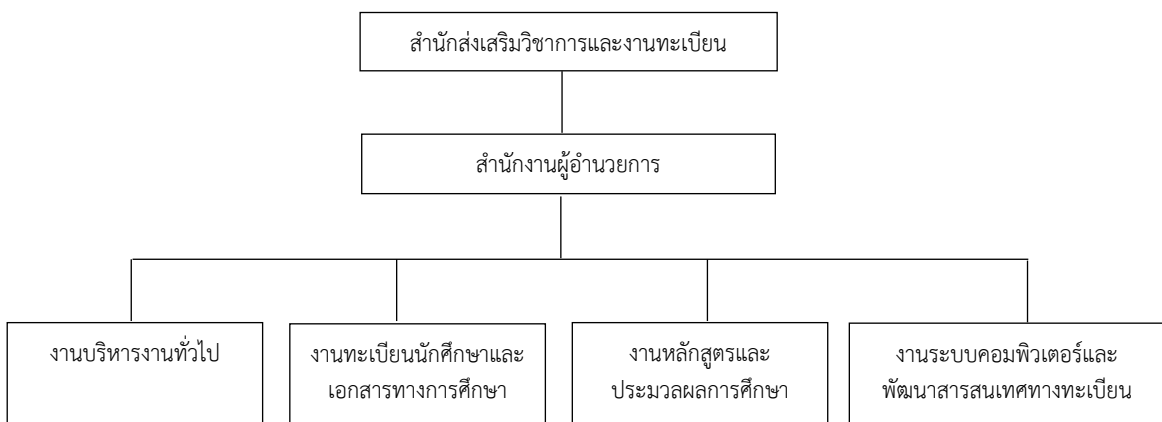 สำนักส่งเสริมวิชาการและงานทะเบียน
สำนักงานผู้อำนวยการ
งานบริหารงานทั่วไป
งานทะเบียนนักศึกษาและ
เอกสารทางการศึกษา
งานหลักสูตรและ
ประมวลผลการศึกษา
งานระบบคอมพิวเตอร์และ
พัฒนาสารสนเทศทางทะเบียน